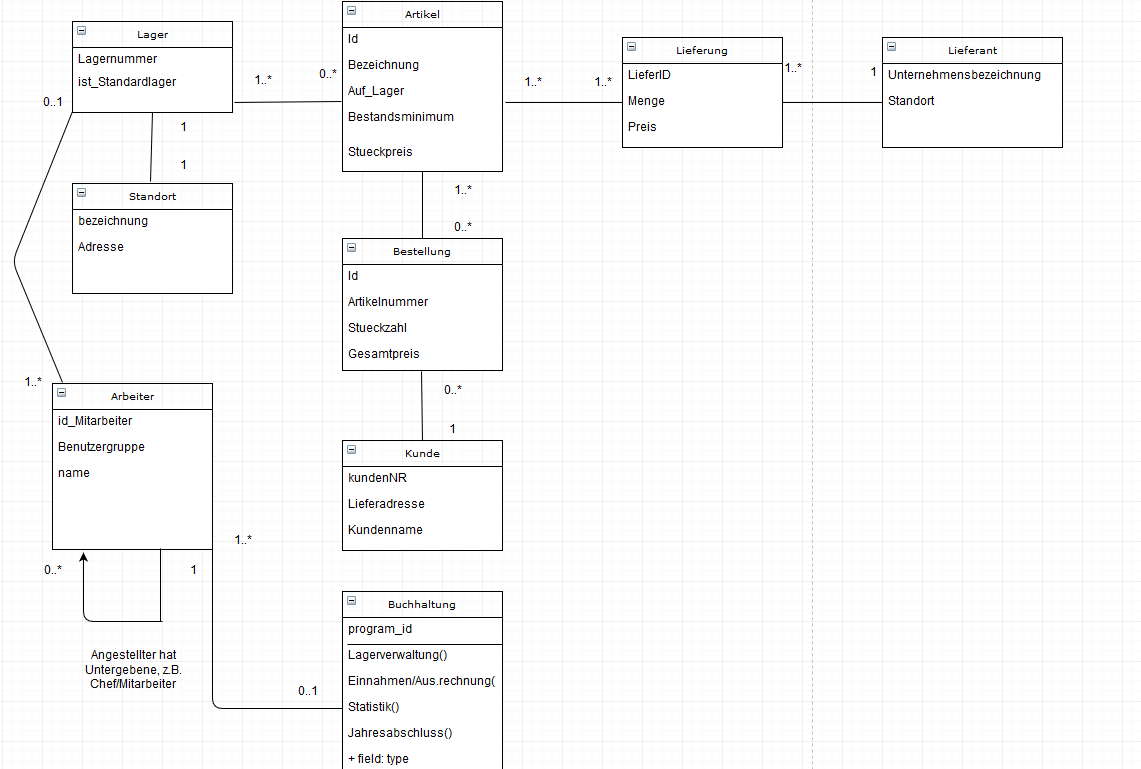 Lager
Lagernummer
ist_Standardlager
1..*
0..*
0..1
1
1
Standort
bezeichnung
Adresse
Artikel
Id
Bezeichnung
Auf_Lager
Bestandsminimum
Stueckpreis
1..*
1..*
Lieferung
LieferID
Menge
Preis
1..*
1
Lieferant
Unternehmensbezeichnung
Standort
1..*
0..*
Bestellung
Id
Artikelnummer
Stueckzahl
Gesamtpreis
0..*
1
Kunde
kundenNR
Lieferadresse
Kundenname
1..*
Arbeiter
id_Mitarbeiter
Benutzergruppe
name
1..*
0..*
1
Angestellter hat
Untergebene, z.B.
Chef/Mitarbeiter
0..1
Buchhaltung
program_id
Lagerverwaltung()
Einnahmen/Aus.rechnung(
Statistik()
Jahresabschluss()
+ field: type